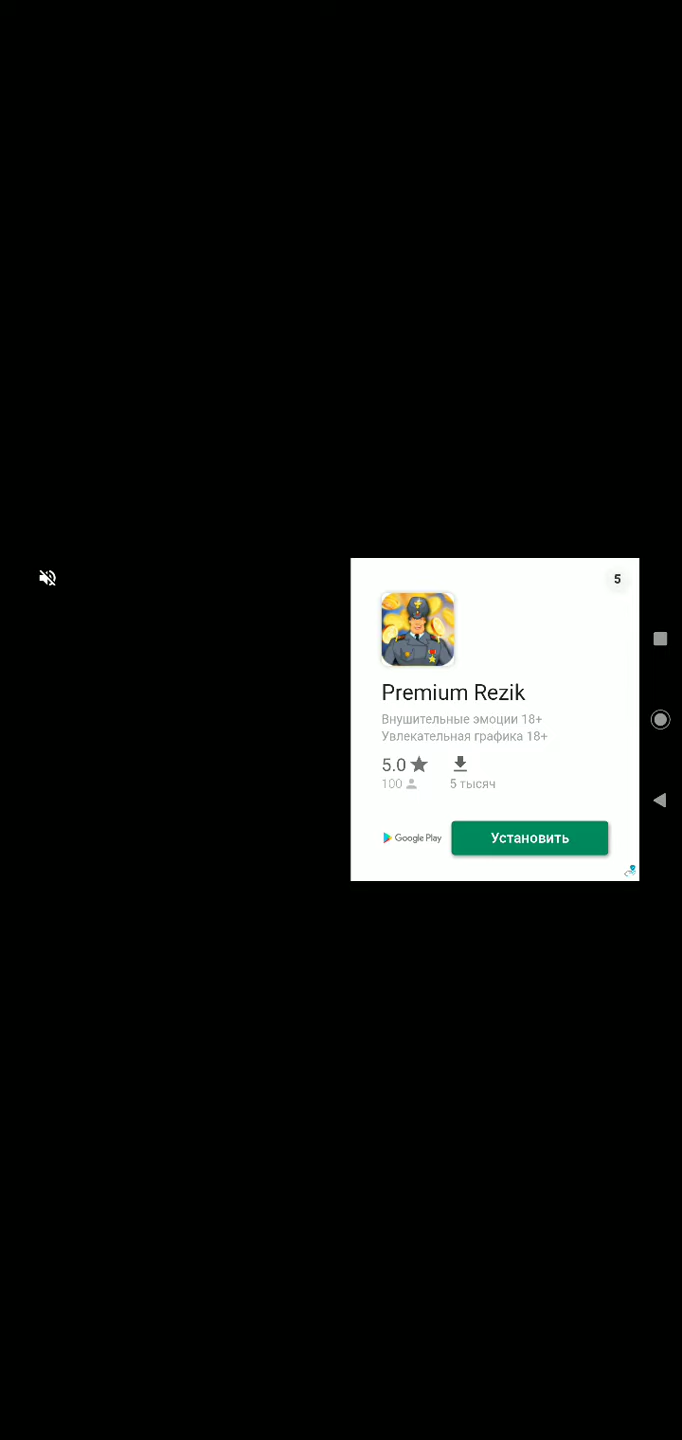 5
Premium Rezik
Внушительные эмоции 18+
Увлекательная графика 18+
5.0
100
5 тысяч
Google Play
Установить